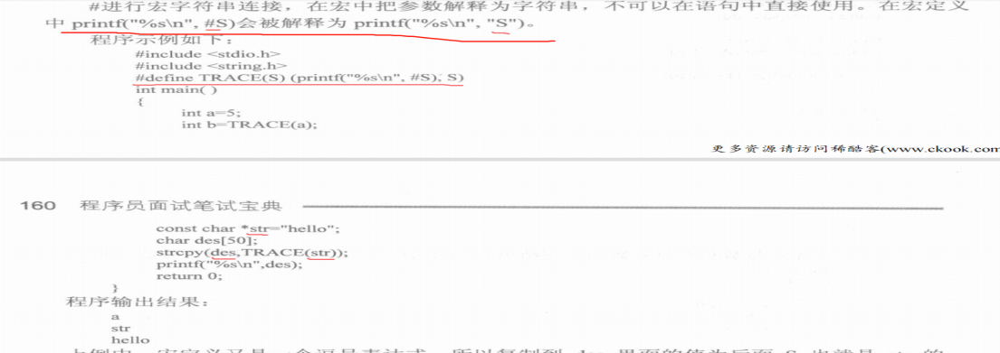 #进行宏字符串连接，在宏中把参数解释为字符串，不可以在语句中直接使用。在宏定义
中 printf("%s\n", #S)会被解释为 printf("%s\n", "S")。
程序示例如下：
#include <stdio.h>
#include <string.h>
#define TRACE(S) (printf("%s\n", #S), S)
int main( )
{
int a=5;
int b=TRACE(a);
更多资源请访问稀酷客(www.ckook.com
160 程序员面试笔试宝典
const char *str="hello";
char des[50];
strcpy(des,TRACE(str));
printf("%s\n",des);
return 0;
}
程序输出结果：
a
str
hello